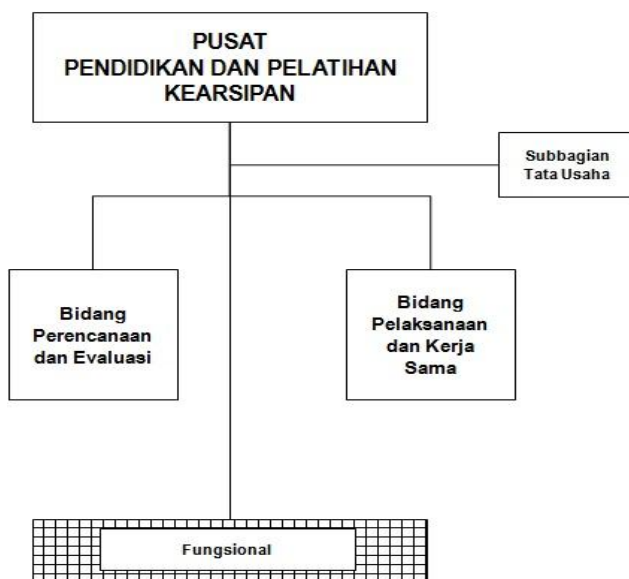 PUSAT
PENDIDIKAN DAN PELATIHAN
KEARSIPAN
Subbagian
Tata Usaha
Bidang
Perencanaan
dan Evaluasi
Bidang
Pelaksanaan
dan Kerja
Sama
Fungsional